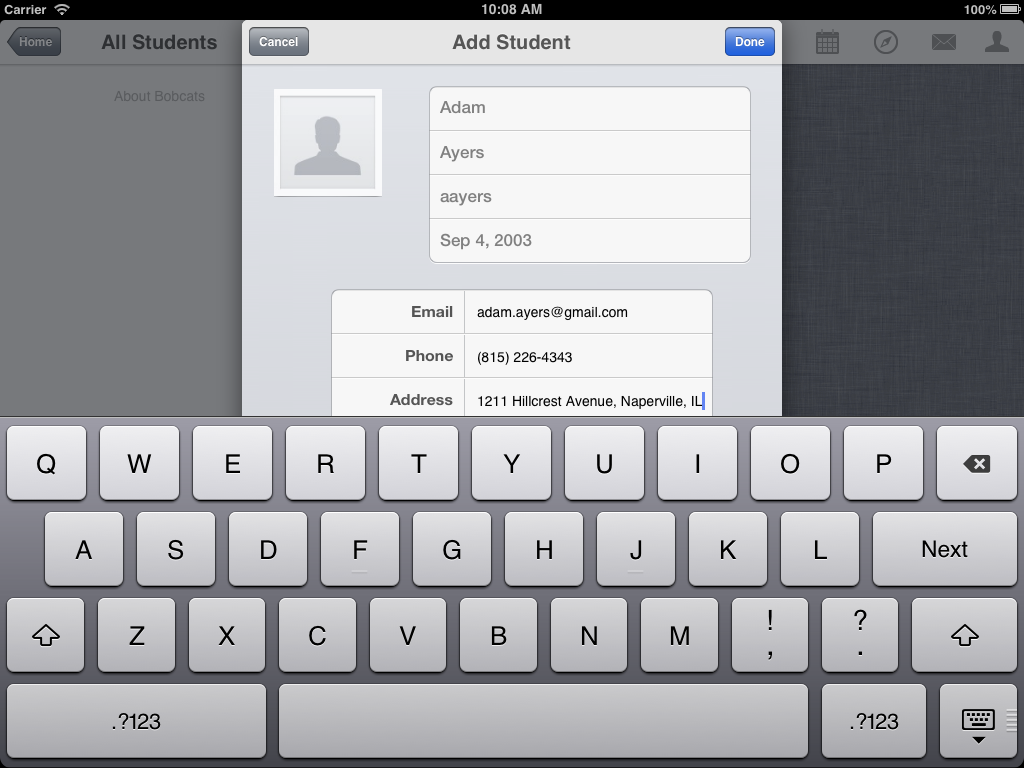 Carrier 10:08 AM 100%
Home All Students Cancel Add Student Done
About Bobcats
Adam
Ayers
aayers
Sep 4, 2003
Email adam.ayers@gmail.com
Phone (815) 226-4343
Address 1211 Hillcrest Avenue, Naperville, IL
Q W E R T Y U I O P
A S D F G H J K L Next
Z X C V B N M ! , ? .
.?123 .?123